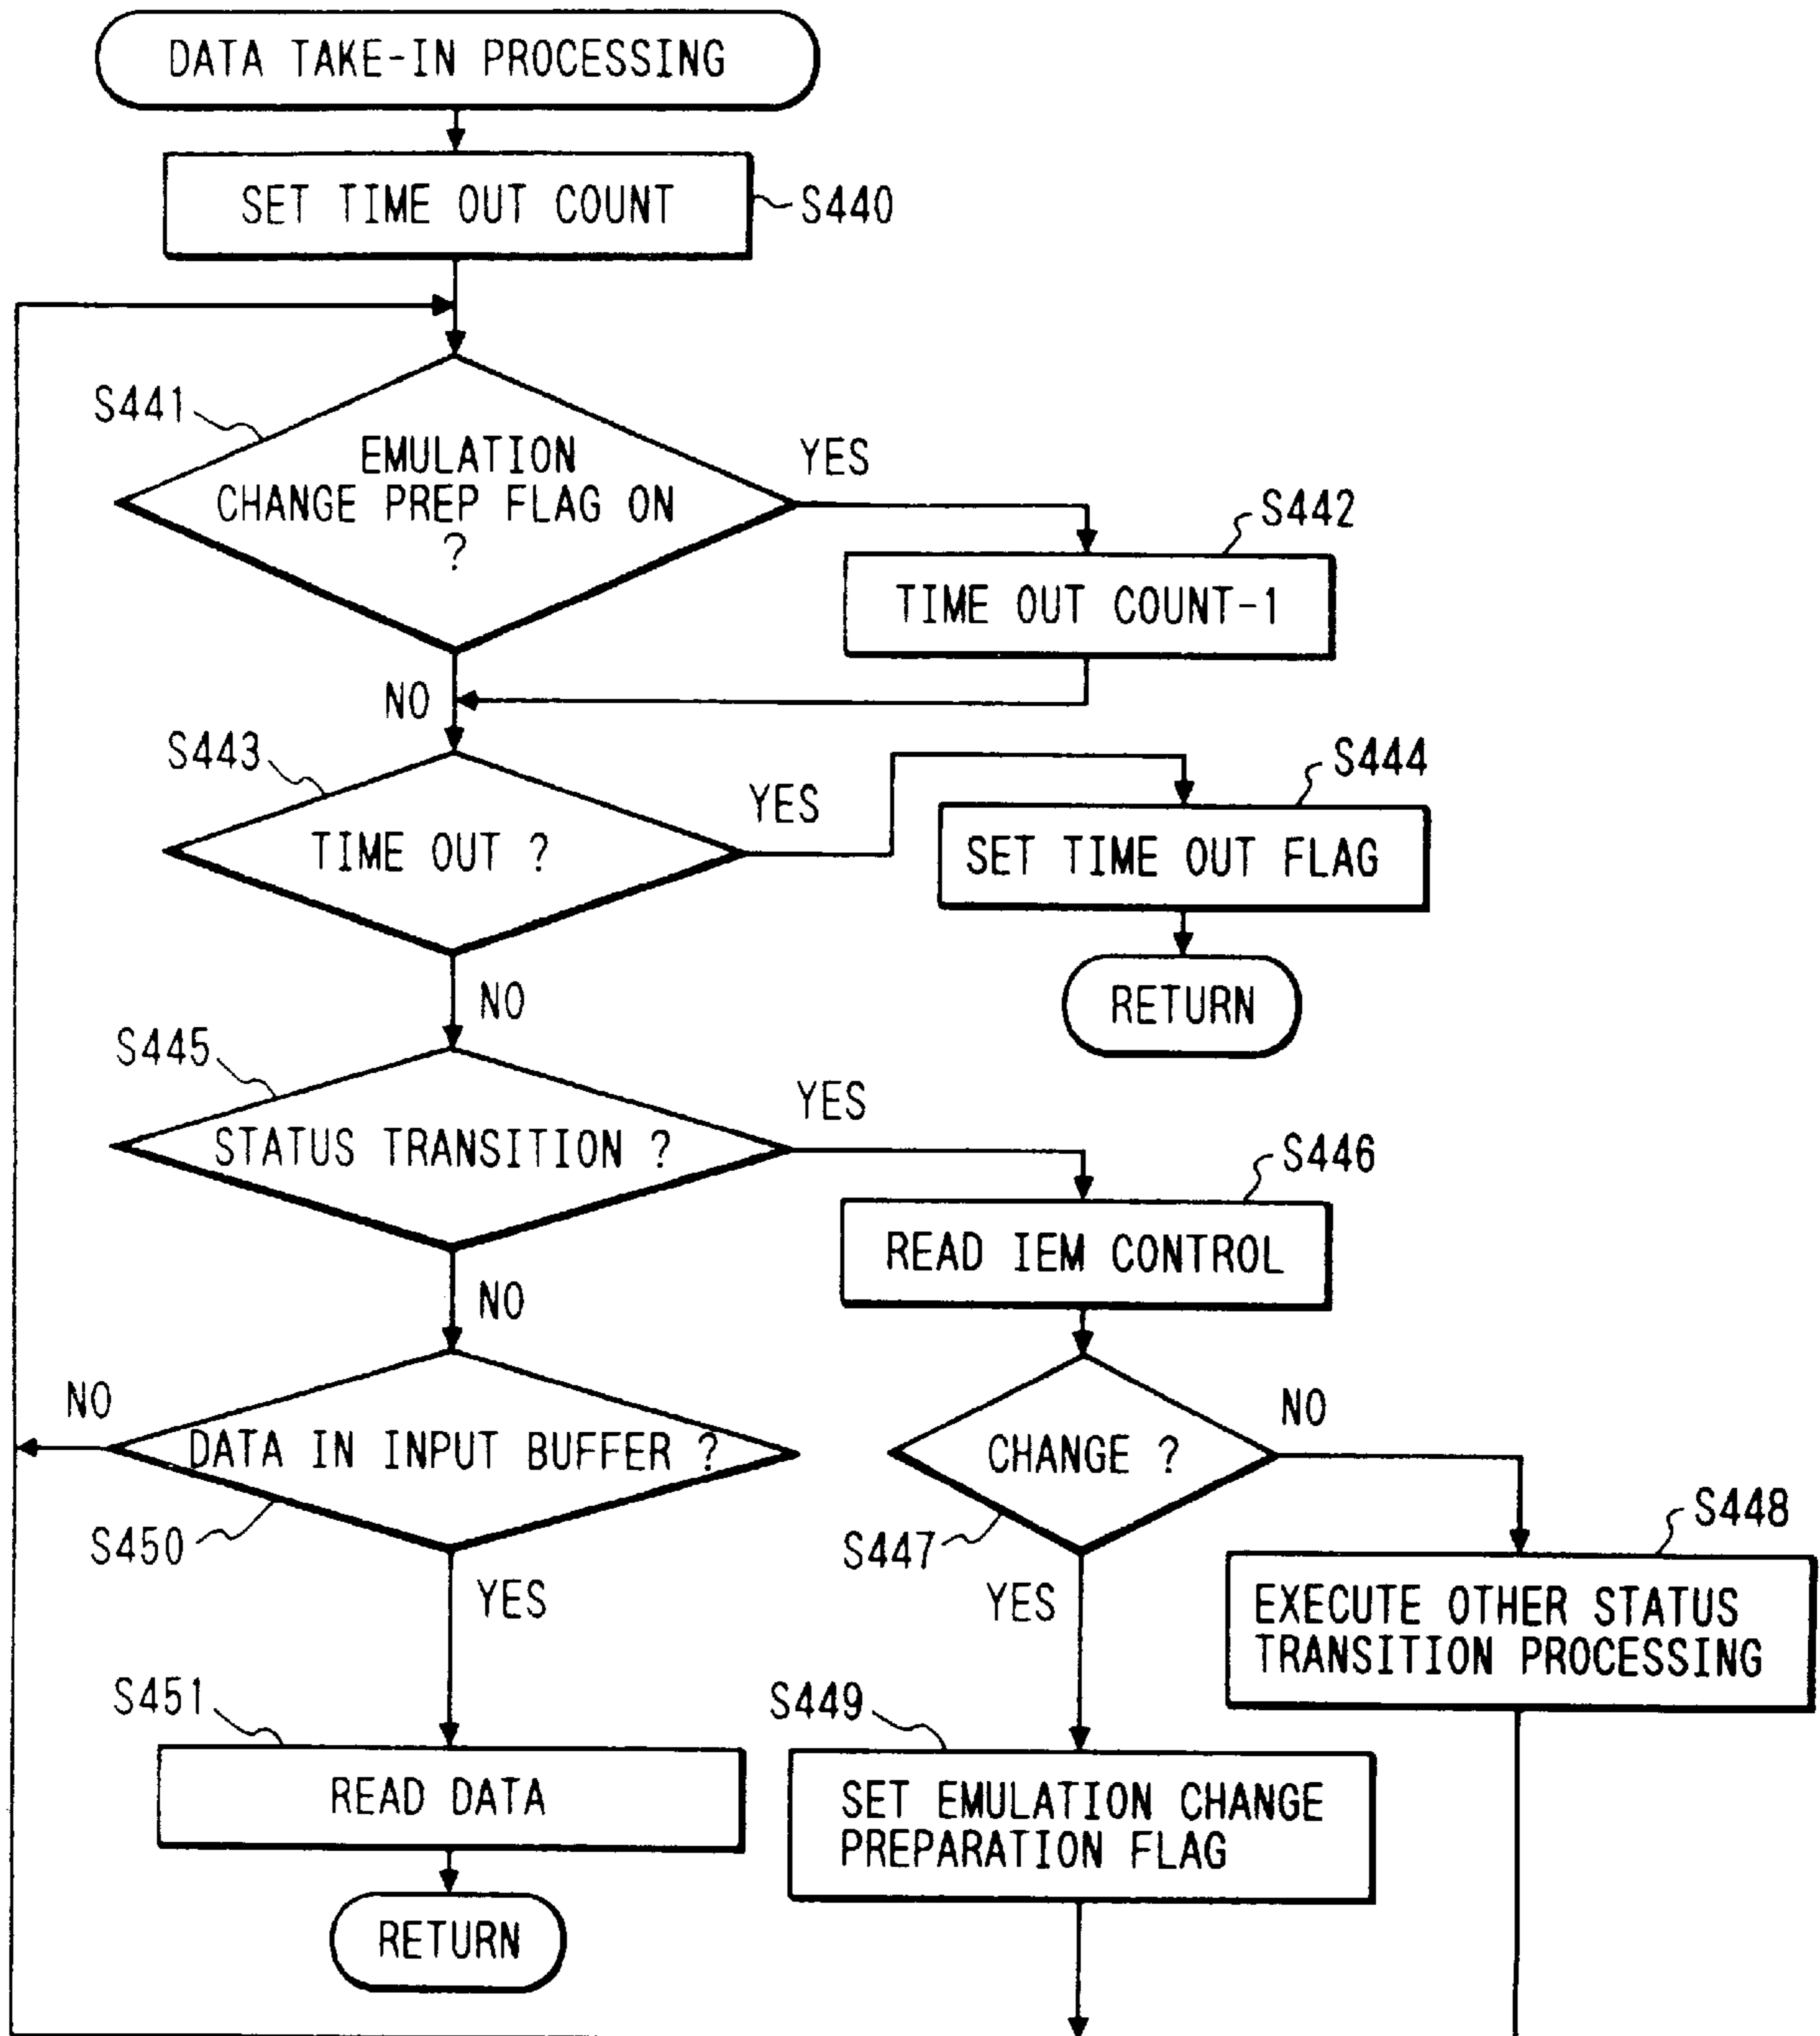 DATA TAKE-IN PROCESSING
SET TIME OUT COUNT
S440
S441
EMULATION
CHANGE PREP FLAG ON
?
YES
S442
TIME OUT COUNT-1
NO
S443
TIME OUT ?
YES
S444
SET TIME OUT FLAG
RETURN
NO
S445
STATUS TRANSITION ?
YES
S446
READ IEM CONTROL
NO
NO
DATA IN INPUT BUFFER ?
S450
CHANGE ?
NO
S447
S448
EXECUTE OTHER STATUS
TRANSITION PROCESSING
YES
YES
S451
READ DATA
RETURN
S449
SET EMULATION CHANGE
PREPARATION FLAG